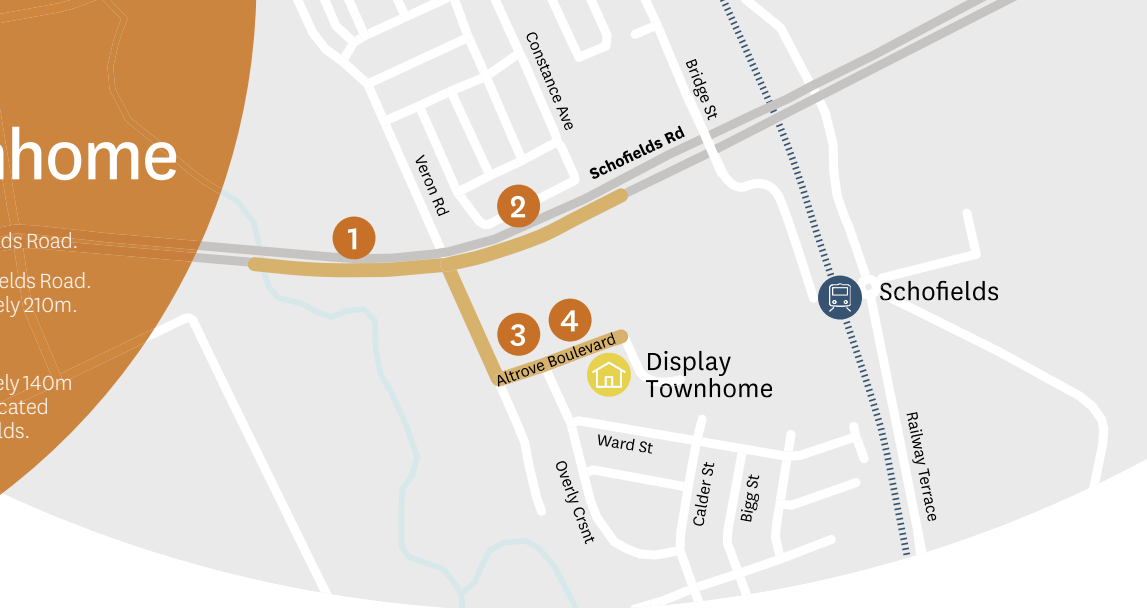 nhome
lds Road.
ields Road.
ely 210m.
ely 140m
cated
lds.
Constance Ave
Bridge St
Schofields Rd
Veron Rd
2
1
Schofields
3
4
Altrove Boulevard
Display
Townhome
Ward St
Overly Crsnt
Calder St
Bigg St
Railway Terrace